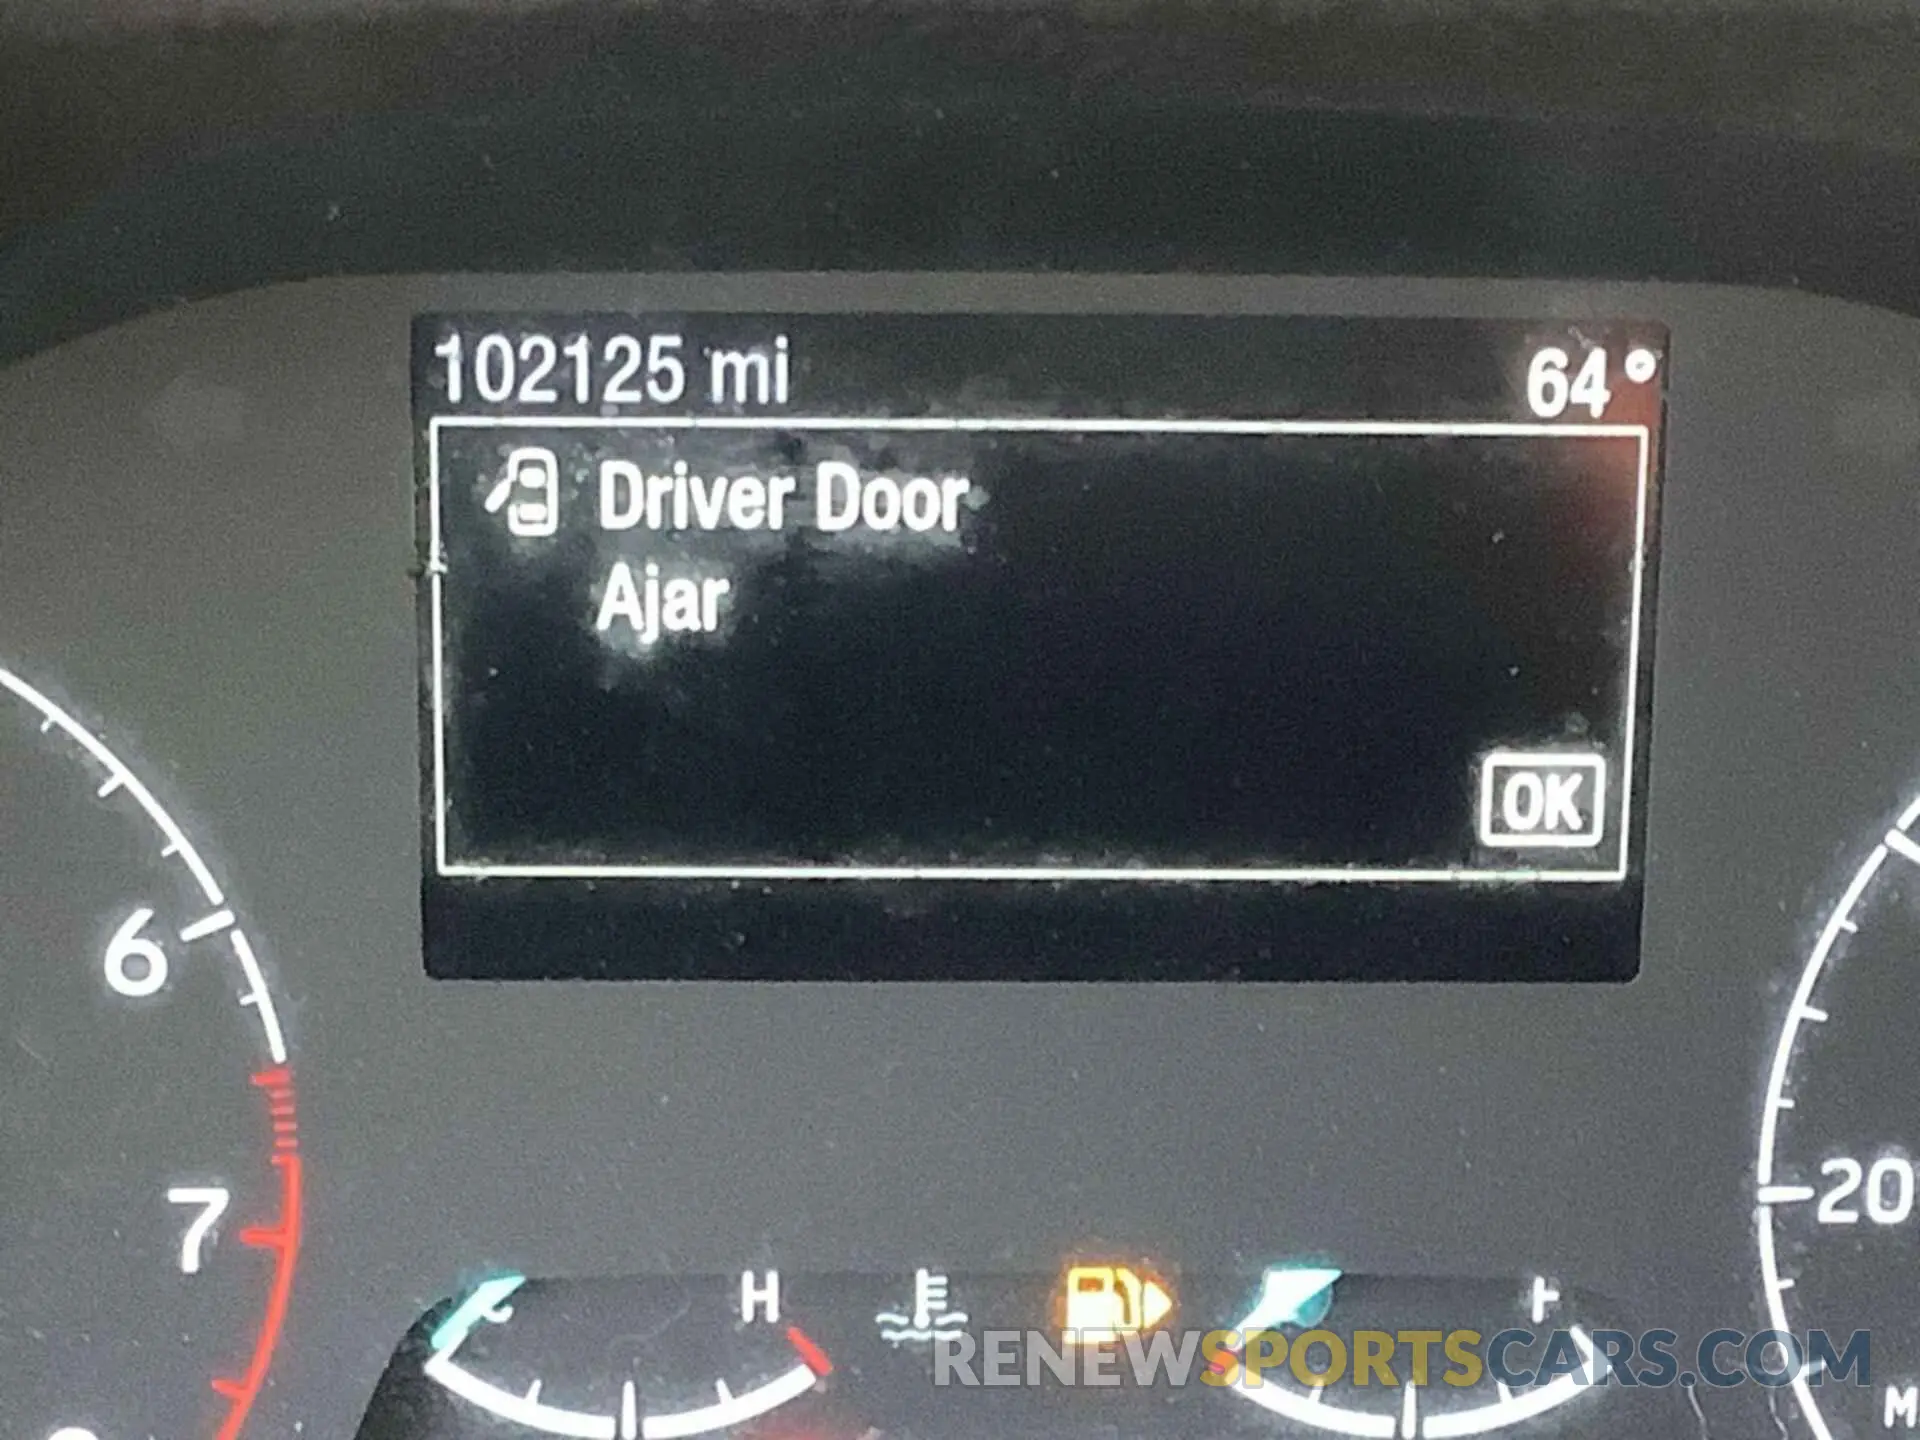 102125 mi 64°
Driver Door
Ajar
OK
6
7
20
H
RENEWSPORTSCARS.COM